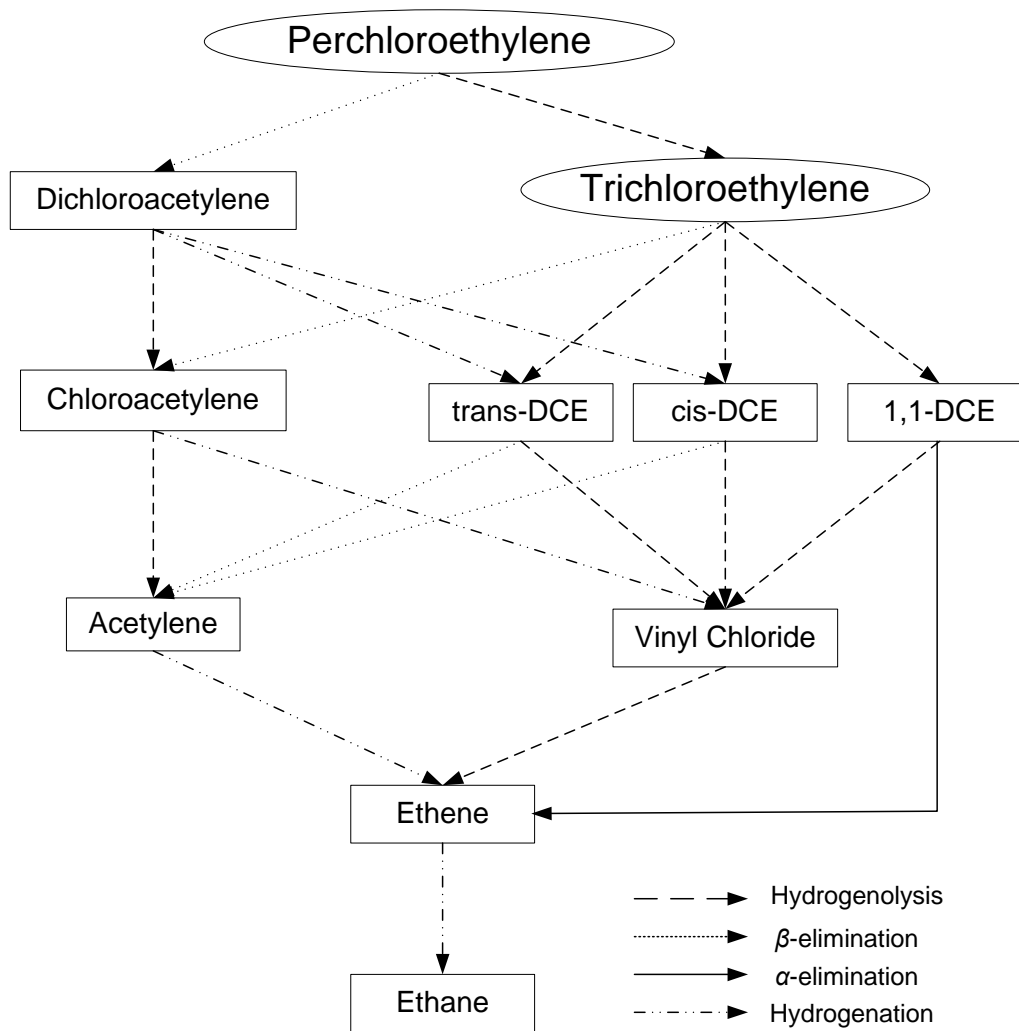 Perchloroethylene
Dichloroacetylene
Trichloroethylene
Chloroacetylene
trans-DCE
cis-DCE
1,1-DCE
Acetylene
Vinyl Chloride
Ethene
Ethane
Hydrogenolysis
β-elimination
α-elimination
Hydrogenation